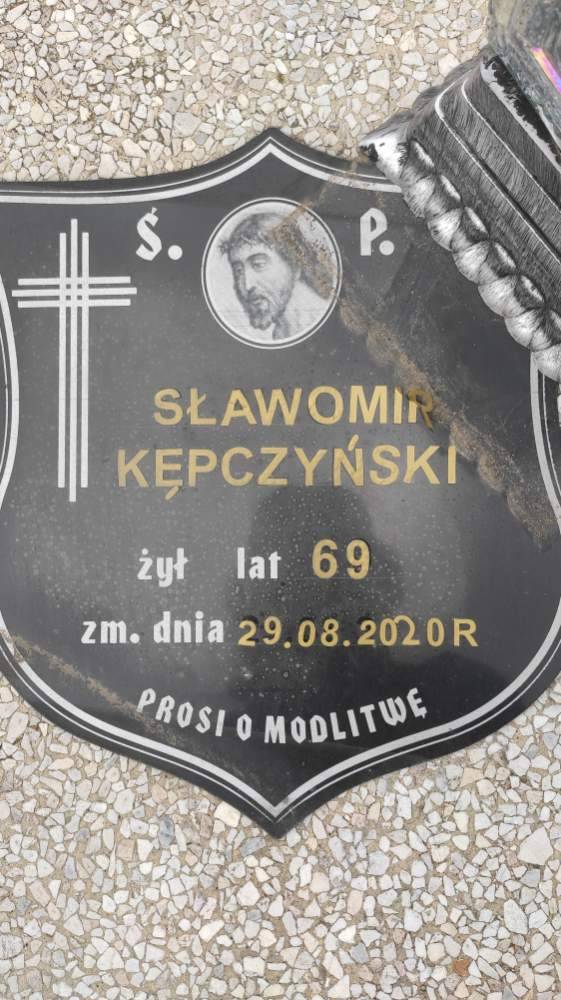 Ś. P.
SŁAWOMIR
KĘPCZYŃSKI
żył lat 69
zm. dnia 29.08.2020R
PROSI O MODLITWĘ